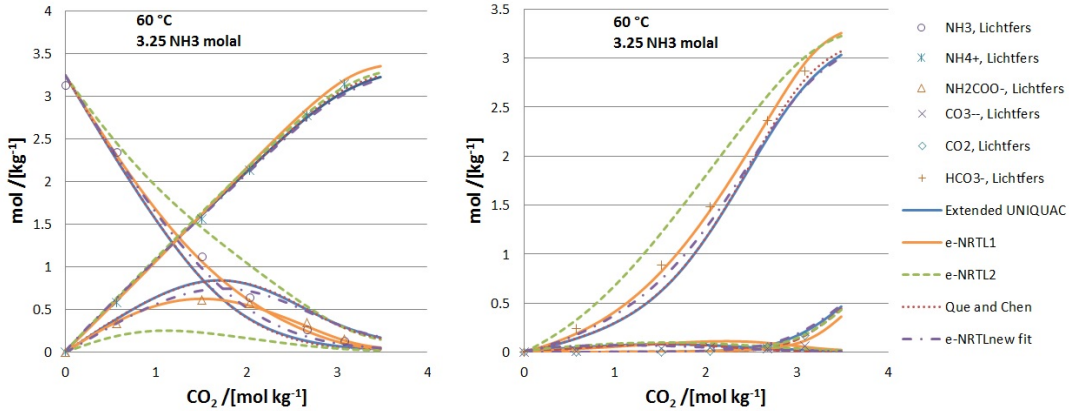 60 °C
3.25 NH3 molal
mol /[kg-1]
4
3.5
3
2.5
2
1.5
1
0.5
0
0
1
2
3
4
CO2 /[mol kg-1]
60 °C
3.25 NH3 molal
mol /[kg-1]
3.5
3
2.5
2
1.5
1
0.5
0
0
1
2
3
4
CO2 /[mol kg-1]
NH3, Lichtfers
NH4+, Lichtfers
NH2COO-, Lichtfers
CO3--, Lichtfers
CO2, Lichtfers
HCO3-, Lichtfers
Extended UNIQUAC
e-NRTL1
e-NRTL2
Que and Chen
e-NRTLnew fit